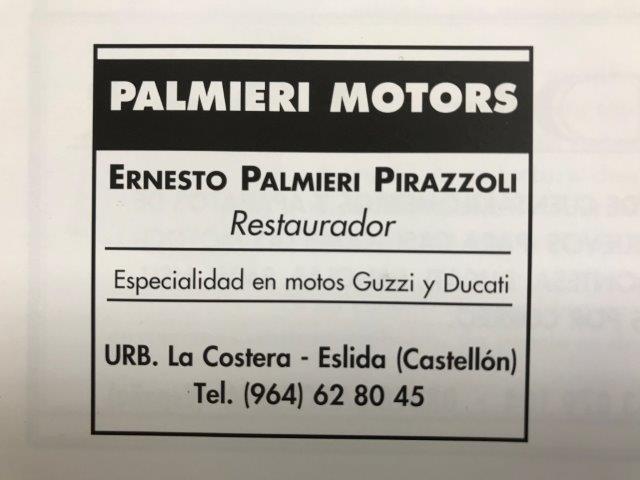 PALMIERI MOTORS
ERNESTO PALMIERI PIRAZZOLI
Restaurador
Especialidad en motos Guzzi y Ducati
URB. La Costera - Eslida (Castellón)
Tel. (964) 62 80 45